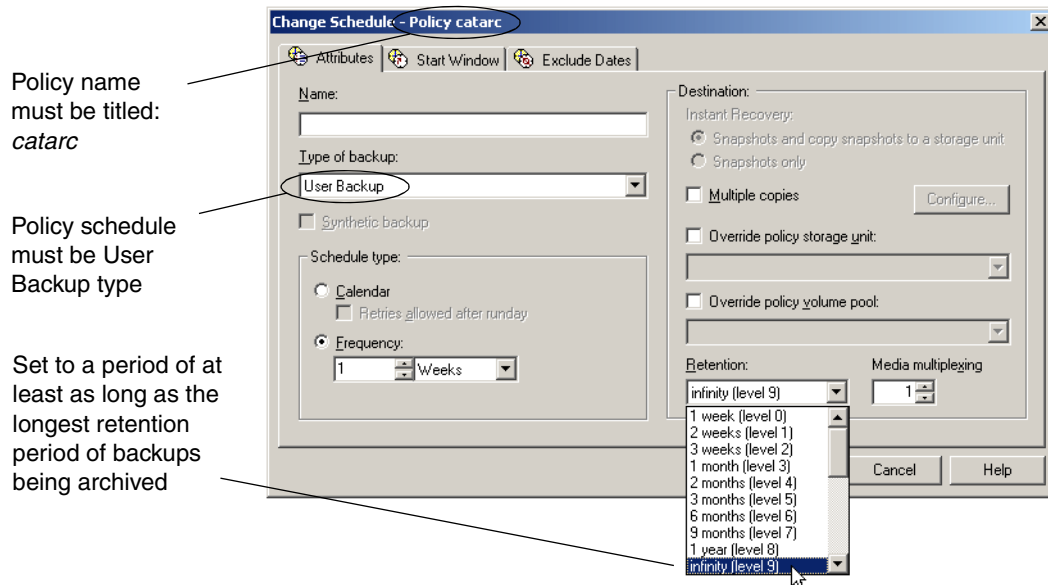 Change Schedule - Policy catarc
Attributes
Start Window
Exclude Dates
Policy name
must be titled:
catarc
Name:
Type of backup:
User Backup
Synthetic backup
Policy schedule
must be User
Backup type
Schedule type:
Calendar
Retries allowed after runday
Frequency:
1
Weeks
Set to a period of at
least as long as the
longest retention
period of backups
being archived
Destination:
Instant Recovery:
Snapshots and copy snapshots to a storage unit
Snapshots only
Multiple copies
Configure...
Override policy storage unit:
Override policy volume pool:
Retention:
Media multiplexing
infinity (level 9)
1
1 week (level 0)
2 weeks (level 1)
3 weeks (level 2)
1 month (level 3)
2 months (level 4)
3 months (level 5)
6 months (level 6)
9 months (level 7)
1 year (level 8)
infinity (level 9)
Cancel
Help